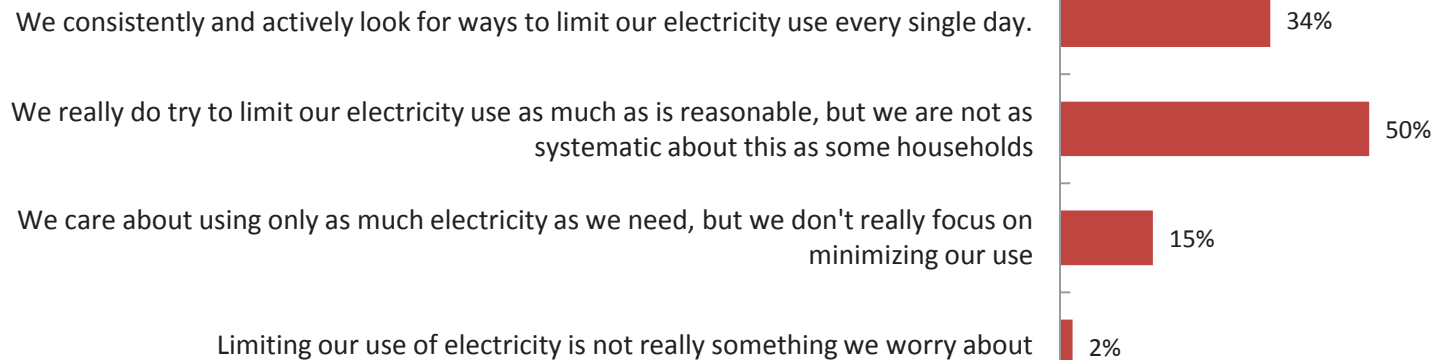 We consistently and actively look for ways to limit our electricity use every single day.
34%
We really do try to limit our electricity use as much as is reasonable, but we are not as
systematic about this as some households
50%
We care about using only as much electricity as we need, but we don't really focus on
minimizing our use
15%
Limiting our use of electricity is not really something we worry about
2%